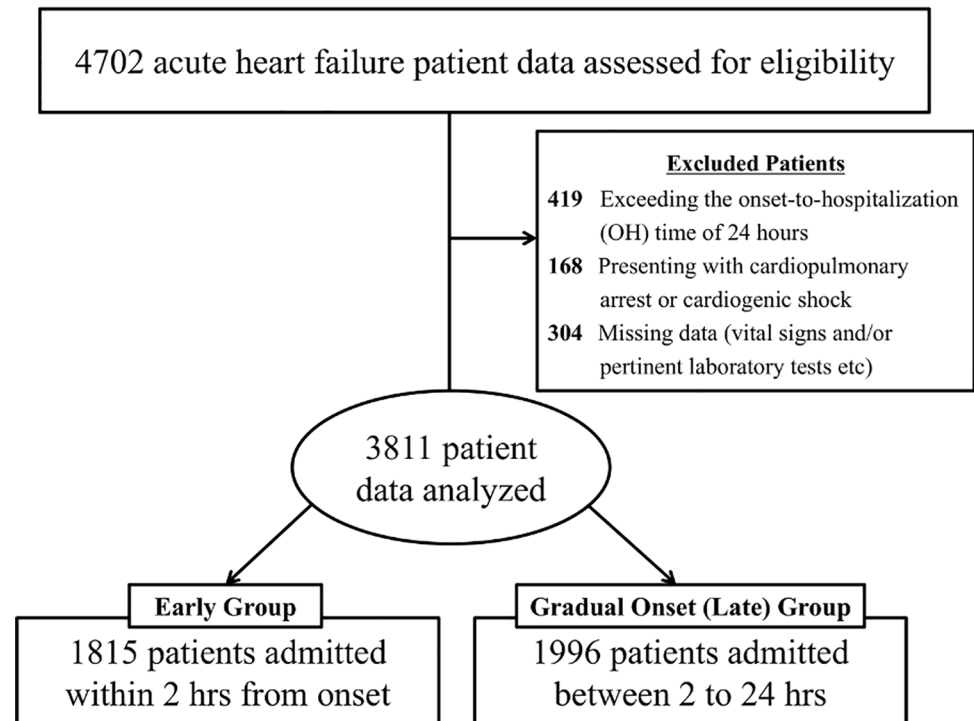 4702 acute heart failure patient data assessed for eligibility
Excluded Patients
419 Exceeding the onset-to-hospitalization
(OH) time of 24 hours
168 Presenting with cardiopulmonary
arrest or cardiogenic shock
304 Missing data (vital signs and/or
pertinent laboratory tests etc)
3811 patient
data analyzed
Early Group
1815 patients admitted
within 2 hrs from onset
Gradual Onset (Late) Group
1996 patients admitted
between 2 to 24 hrs